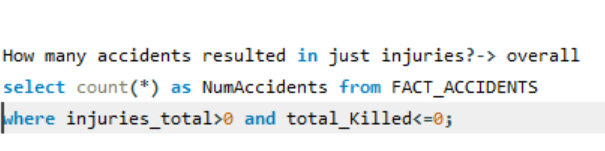 How many accidents resulted in just injuries?-> overall
select count(*) as NumAccidents from FACT_ACCIDENTS
where injuries_total>0 and total_Killed<=0;